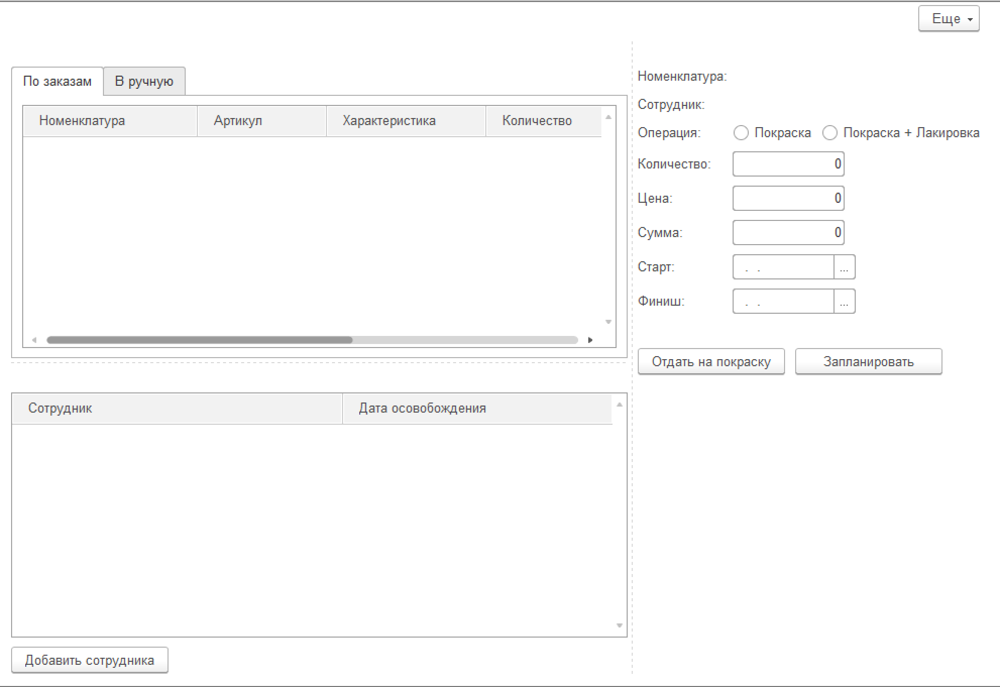 Еще
По заказам
В ручную
Номенклатура Артикул Характеристика Количество
Сотрудник Дата осовобождения
Добавить сотрудника
Номенклатура:
Сотрудник:
Операция: Покраска Покраска + Лакировка
Количество: 0
Цена: 0
Сумма: 0
Старт: . . ...
Финиш: . . ...
Отдать на покраску Запланировать